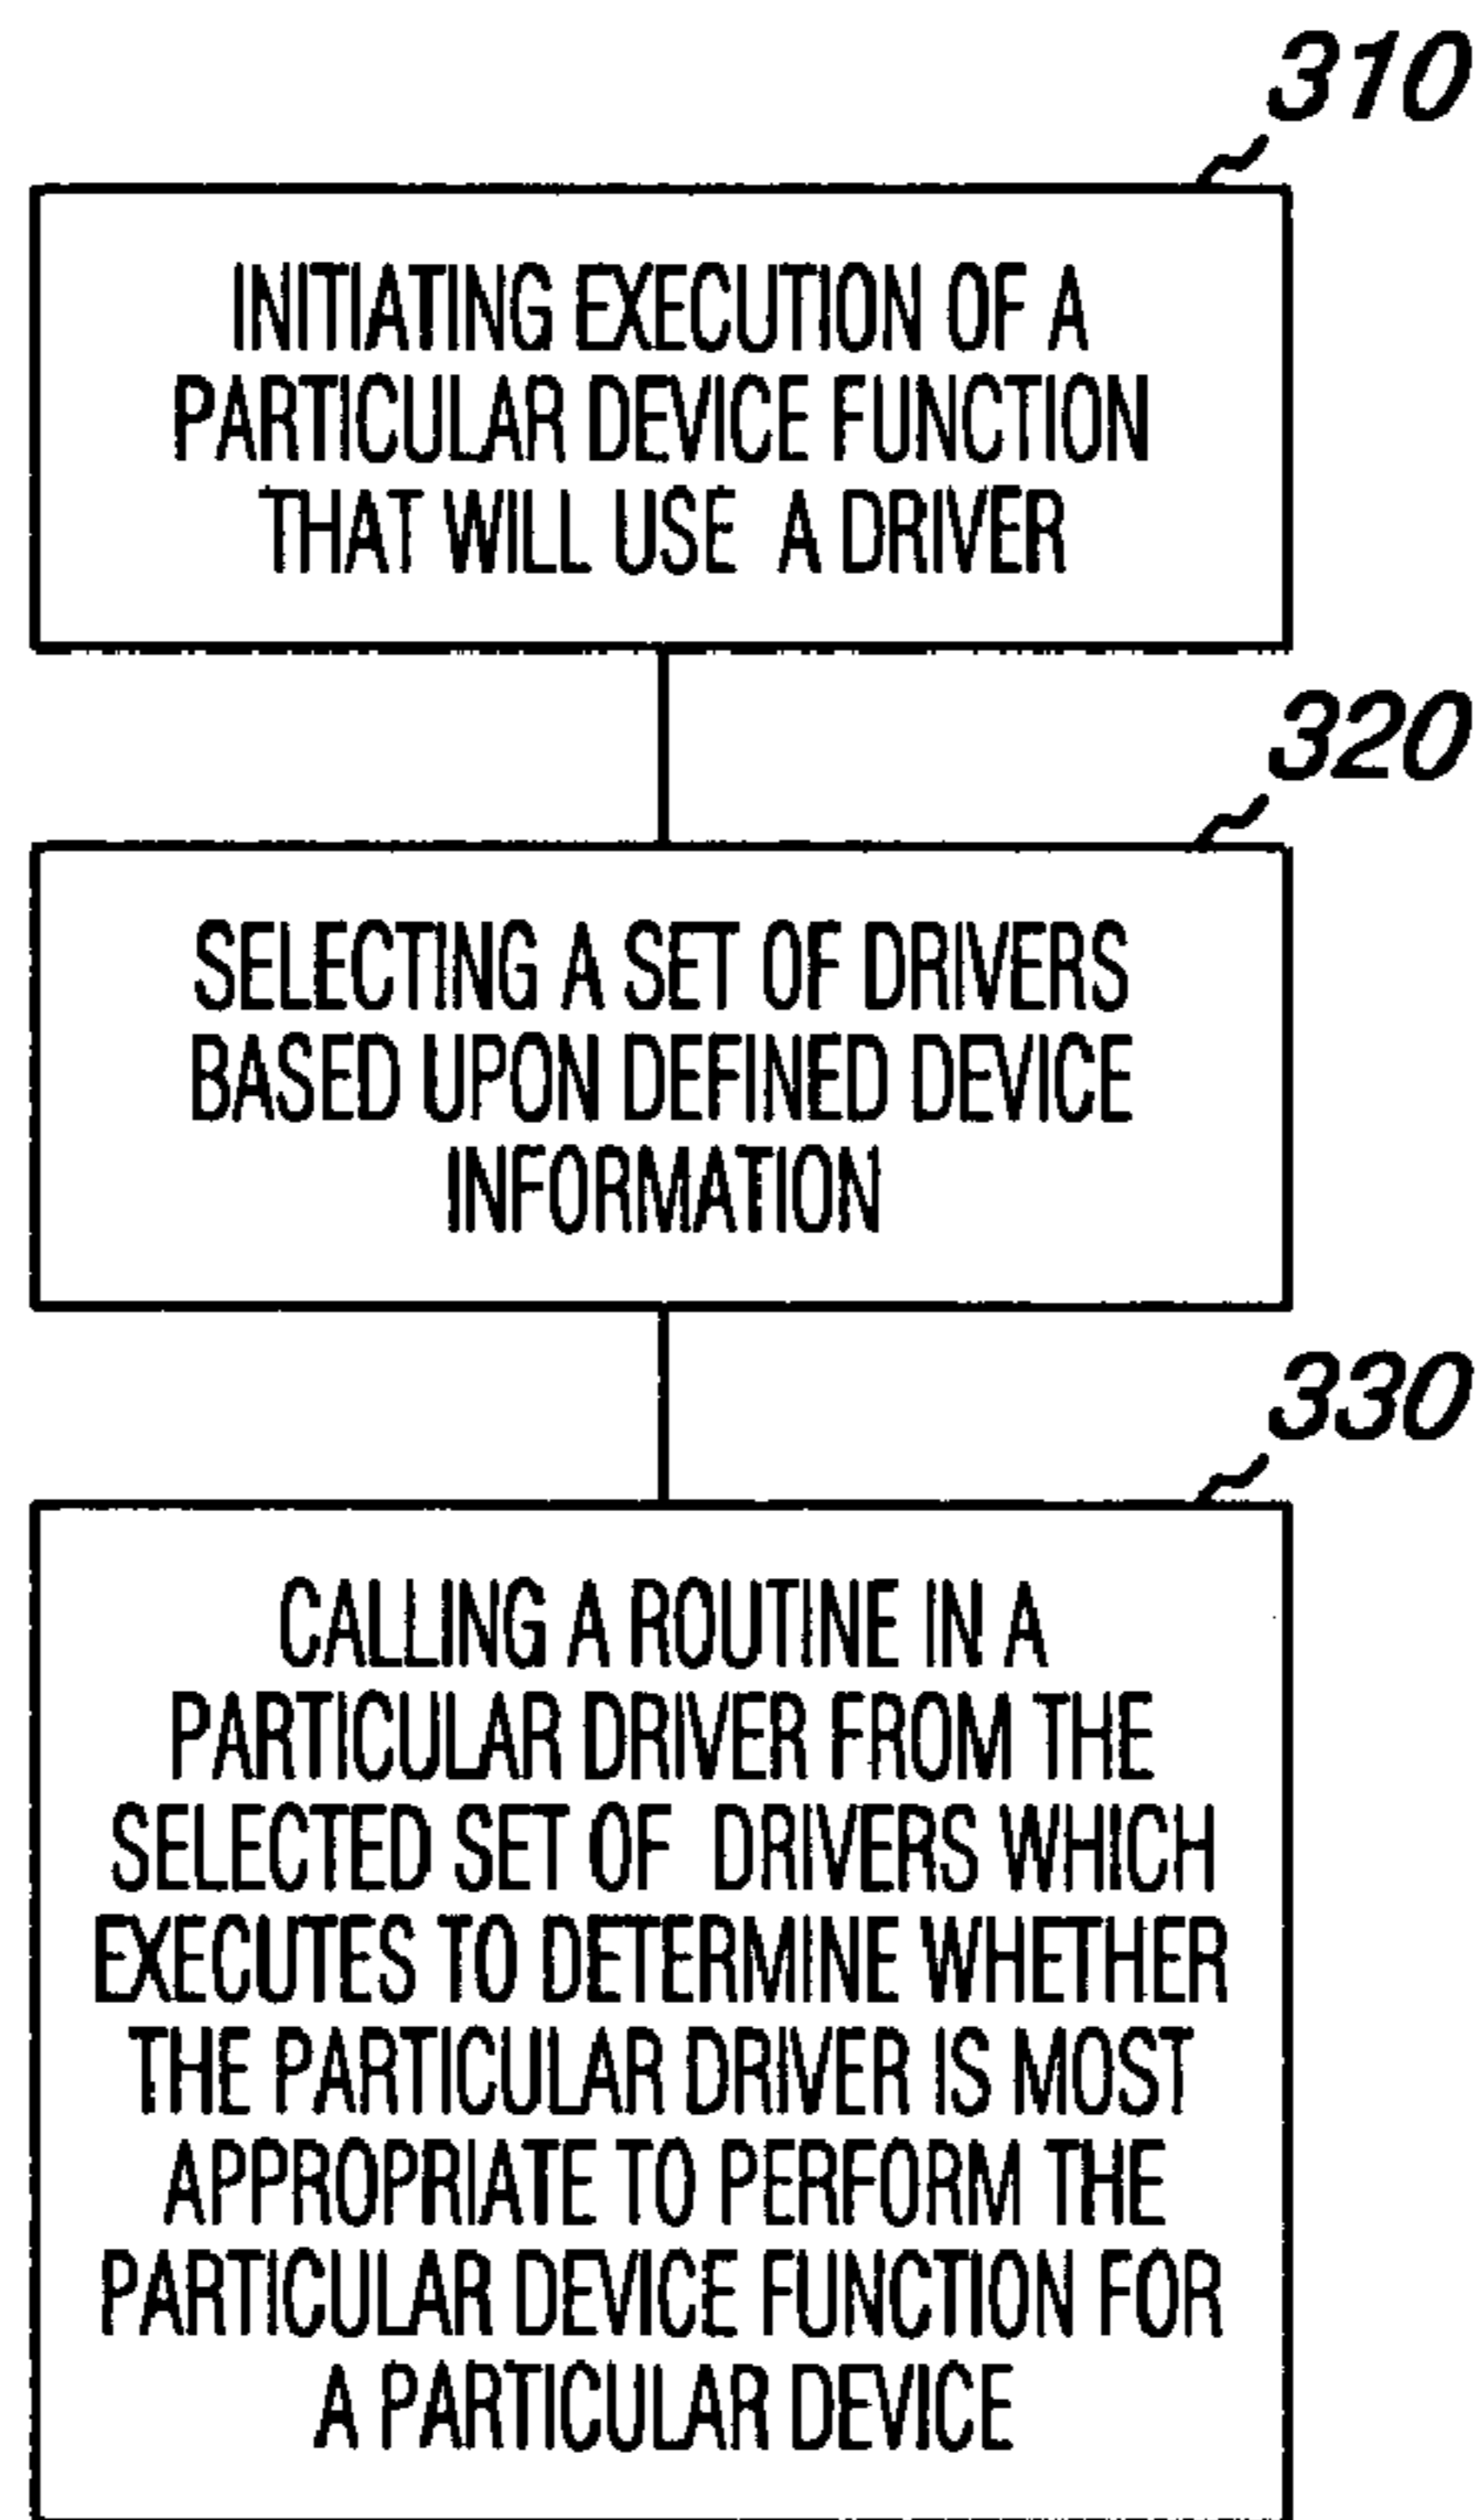 310
INITIATING EXECUTION OF A
PARTICULAR DEVICE FUNCTION
THAT WILL USE A DRIVER
320
SELECTING A SET OF DRIVERS
BASED UPON DEFINED DEVICE
INFORMATION
330
CALLING A ROUTINE IN A
PARTICULAR DRIVER FROM THE
SELECTED SET OF DRIVERS WHICH
EXECUTES TO DETERMINE WHETHER
THE PARTICULAR DRIVER IS MOST
APPROPRIATE TO PERFORM THE
PARTICULAR DEVICE FUNCTION FOR
A PARTICULAR DEVICE